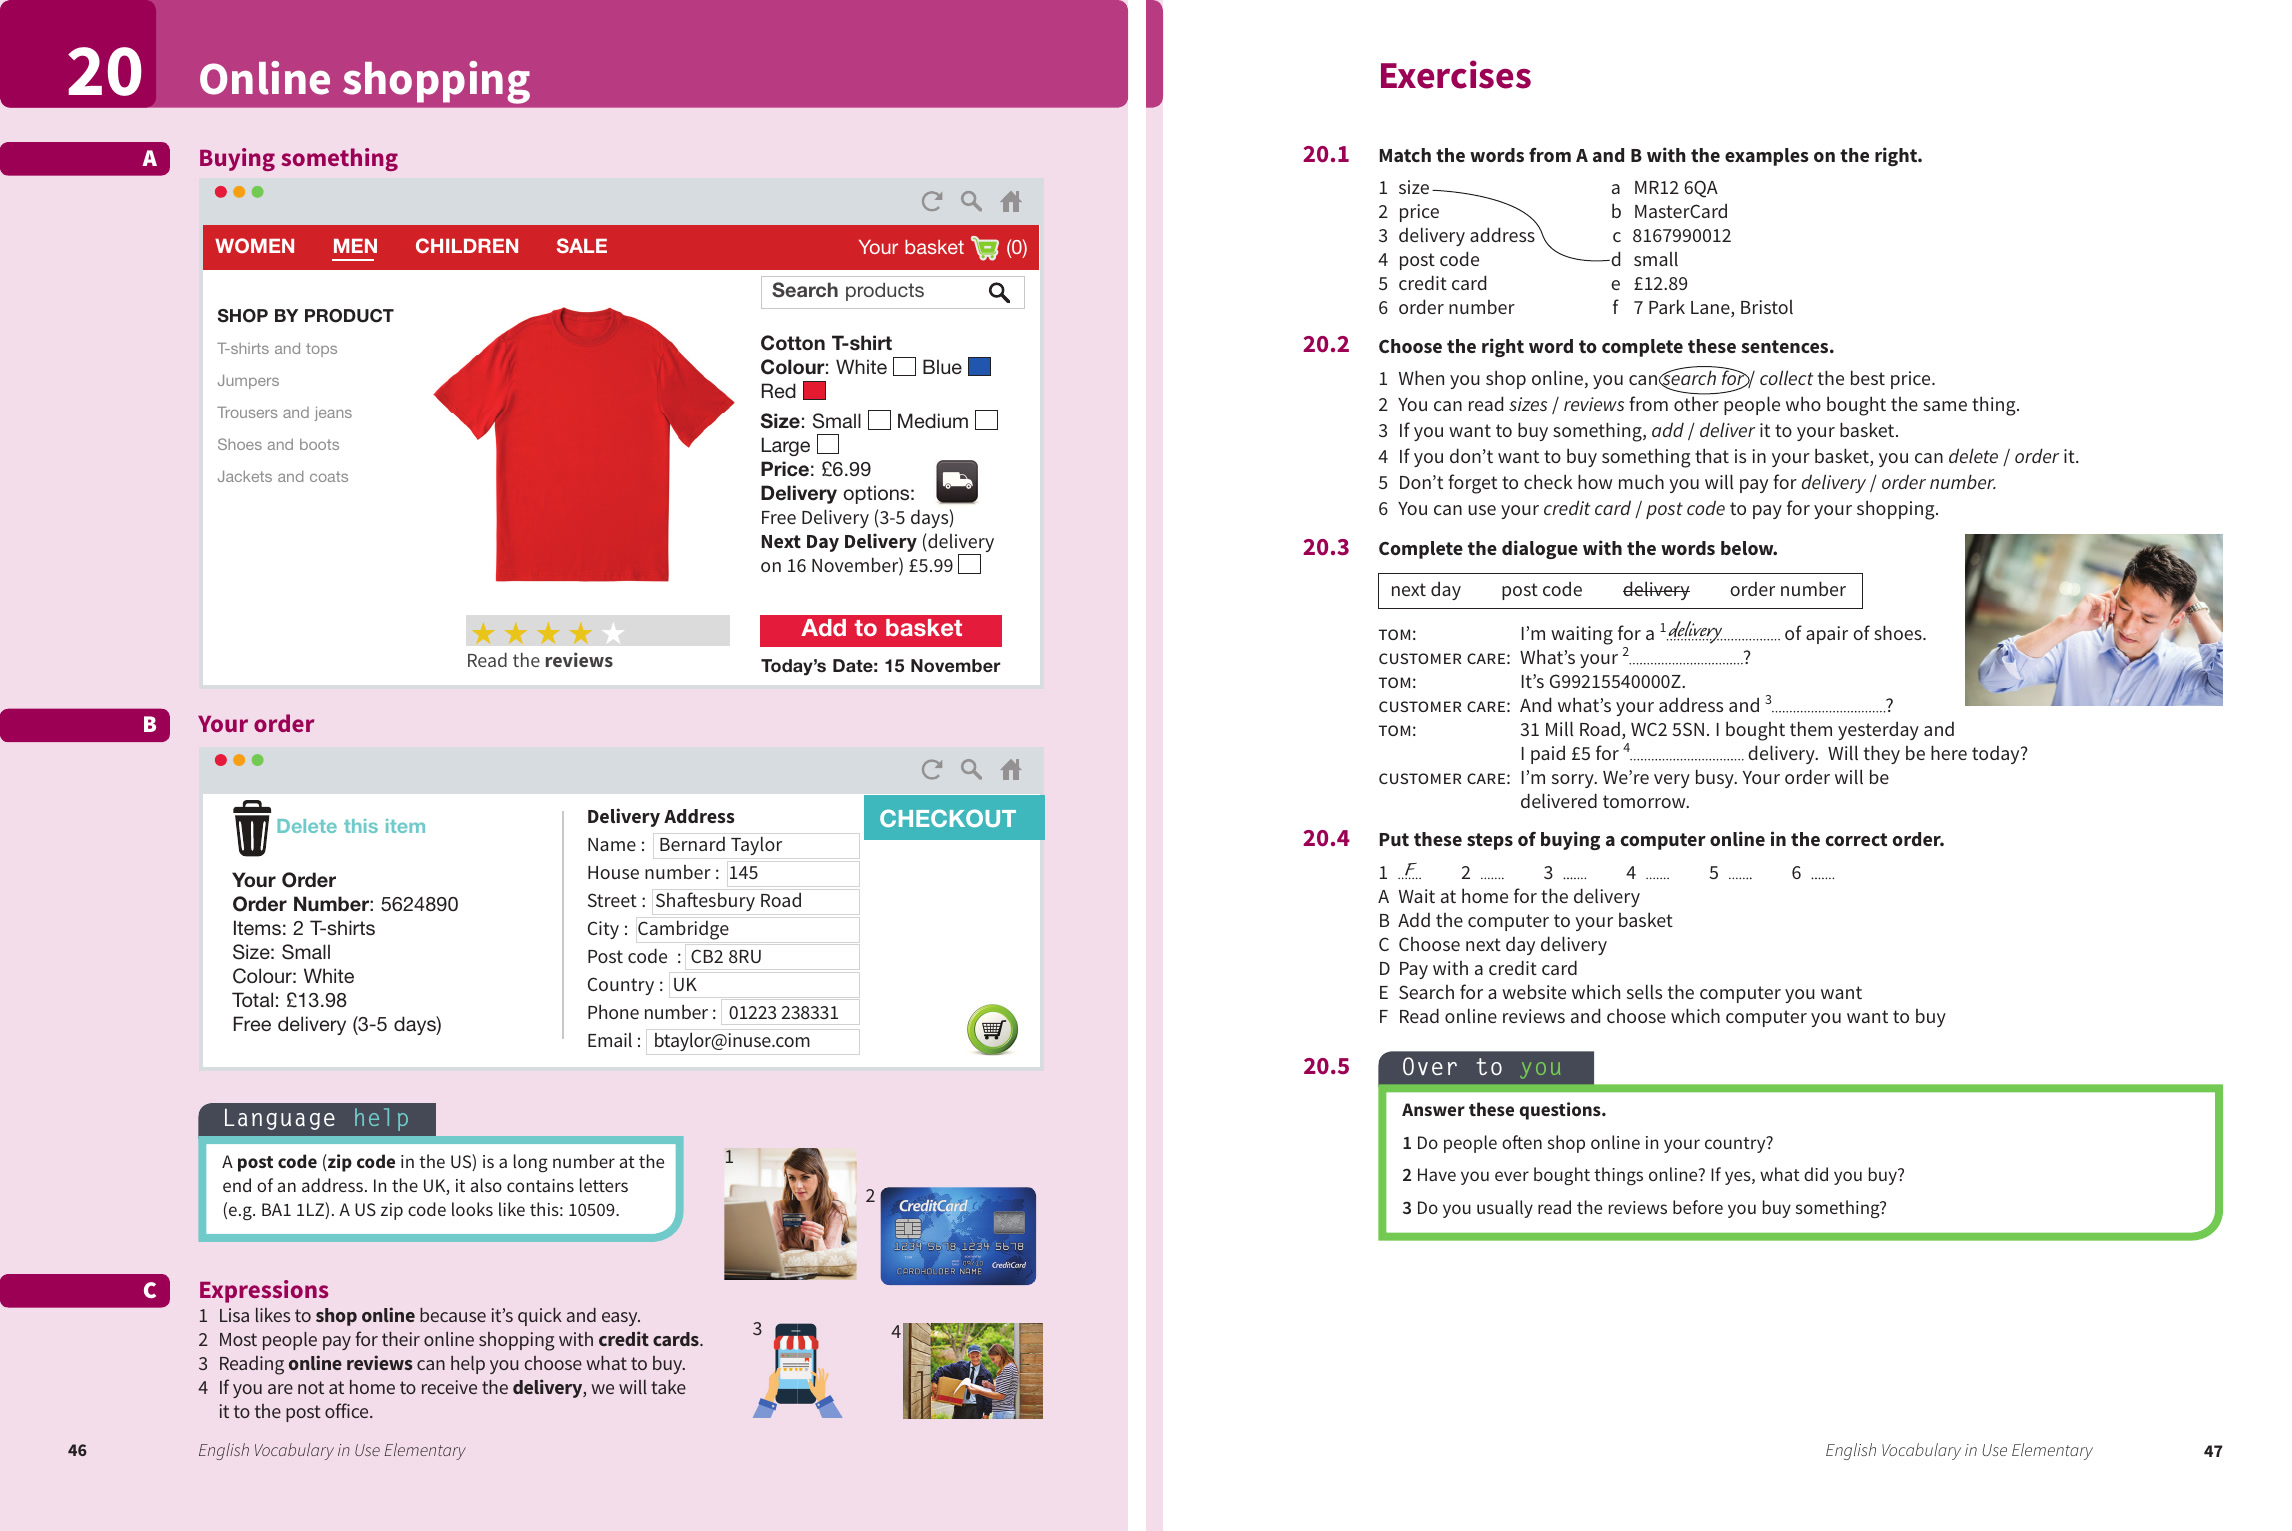 20 Online shopping
A Buying something
WOMEN MEN CHILDREN SALE Your basket (0)
Search products
SHOP BY PRODUCT
T-shirts and tops
Jumpers
Trousers and jeans
Shoes and boots
Jackets and coats
Cotton T-shirt
Colour: White Blue
Red
Size: Small Medium
Large
Price: £6.99
Delivery options:
Free Delivery (3-5 days)
Next Day Delivery (delivery
on 16 November) £5.99
Read the reviews
Add to basket
Today's Date: 15 November
B Your order
Delete this item
Your Order
Order Number: 5624890
Items: 2 T-shirts
Size: Small
Colour: White
Total: £13.98
Free delivery (3-5 days)
Delivery Address
Name : Bernard Taylor
House number : 145
Street : Shaftesbury Road
City : Cambridge
Post code : CB2 8RU
Country : UK
Phone number : 01223 238331
Email : btaylor@inuse.com
CHECKOUT
Language help
A post code (zip code in the US) is a long number at the
end of an address. In the UK, it also contains letters
(e.g. BA1 1LZ). A US zip code looks like this: 10509.
1
2
CreditCard
1234 5678 1234 5678
CARDHOLDER NAME
CreditCard
3
4
C Expressions
1 Lisa likes to shop online because it's quick and easy.
2 Most people pay for their online shopping with credit cards.
3 Reading online reviews can help you choose what to buy.
4 If you are not at home to receive the delivery, we will take
it to the post office.
46 English Vocabulary in Use Elementary
Exercises
20.1 Match the words from A and B with the examples on the right.
1 size a MR12 6QA
2 price b MasterCard
3 delivery address c 8167990012
4 post code d small
5 credit card e £12.89
6 order number f 7 Park Lane, Bristol
20.2 Choose the right word to complete these sentences.
1 When you shop online, you can search for / collect the best price.
2 You can read sizes / reviews from other people who bought the same thing.
3 If you want to buy something, add / deliver it to your basket.
4 If you don't want to buy something that is in your basket, you can delete / order it.
5 Don't forget to check how much you will pay for delivery / order number.
6 You can use your credit card / post code to pay for your shopping.
20.3 Complete the dialogue with the words below.
next day post code delivery order number
TOM: I'm waiting for a 1 delivery of apair of shoes.
CUSTOMER CARE: What's your 2 ..............................?
TOM: It's G99215540000Z.
CUSTOMER CARE: And what's your address and 3 ..............................?
TOM: 31 Mill Road, WC2 5SN. I bought them yesterday and
I paid £5 for 4 .............................. delivery. Will they be here today?
CUSTOMER CARE: I'm sorry. We're very busy. Your order will be
delivered tomorrow.
20.4 Put these steps of buying a computer online in the correct order.
1 F 2 ....... 3 ....... 4 ....... 5 ....... 6 .......
A Wait at home for the delivery
B Add the computer to your basket
C Choose next day delivery
D Pay with a credit card
E Search for a website which sells the computer you want
F Read online reviews and choose which computer you want to buy
20.5 Over to you
Answer these questions.
1 Do people often shop online in your country?
2 Have you ever bought things online? If yes, what did you buy?
3 Do you usually read the reviews before you buy something?
English Vocabulary in Use Elementary 47